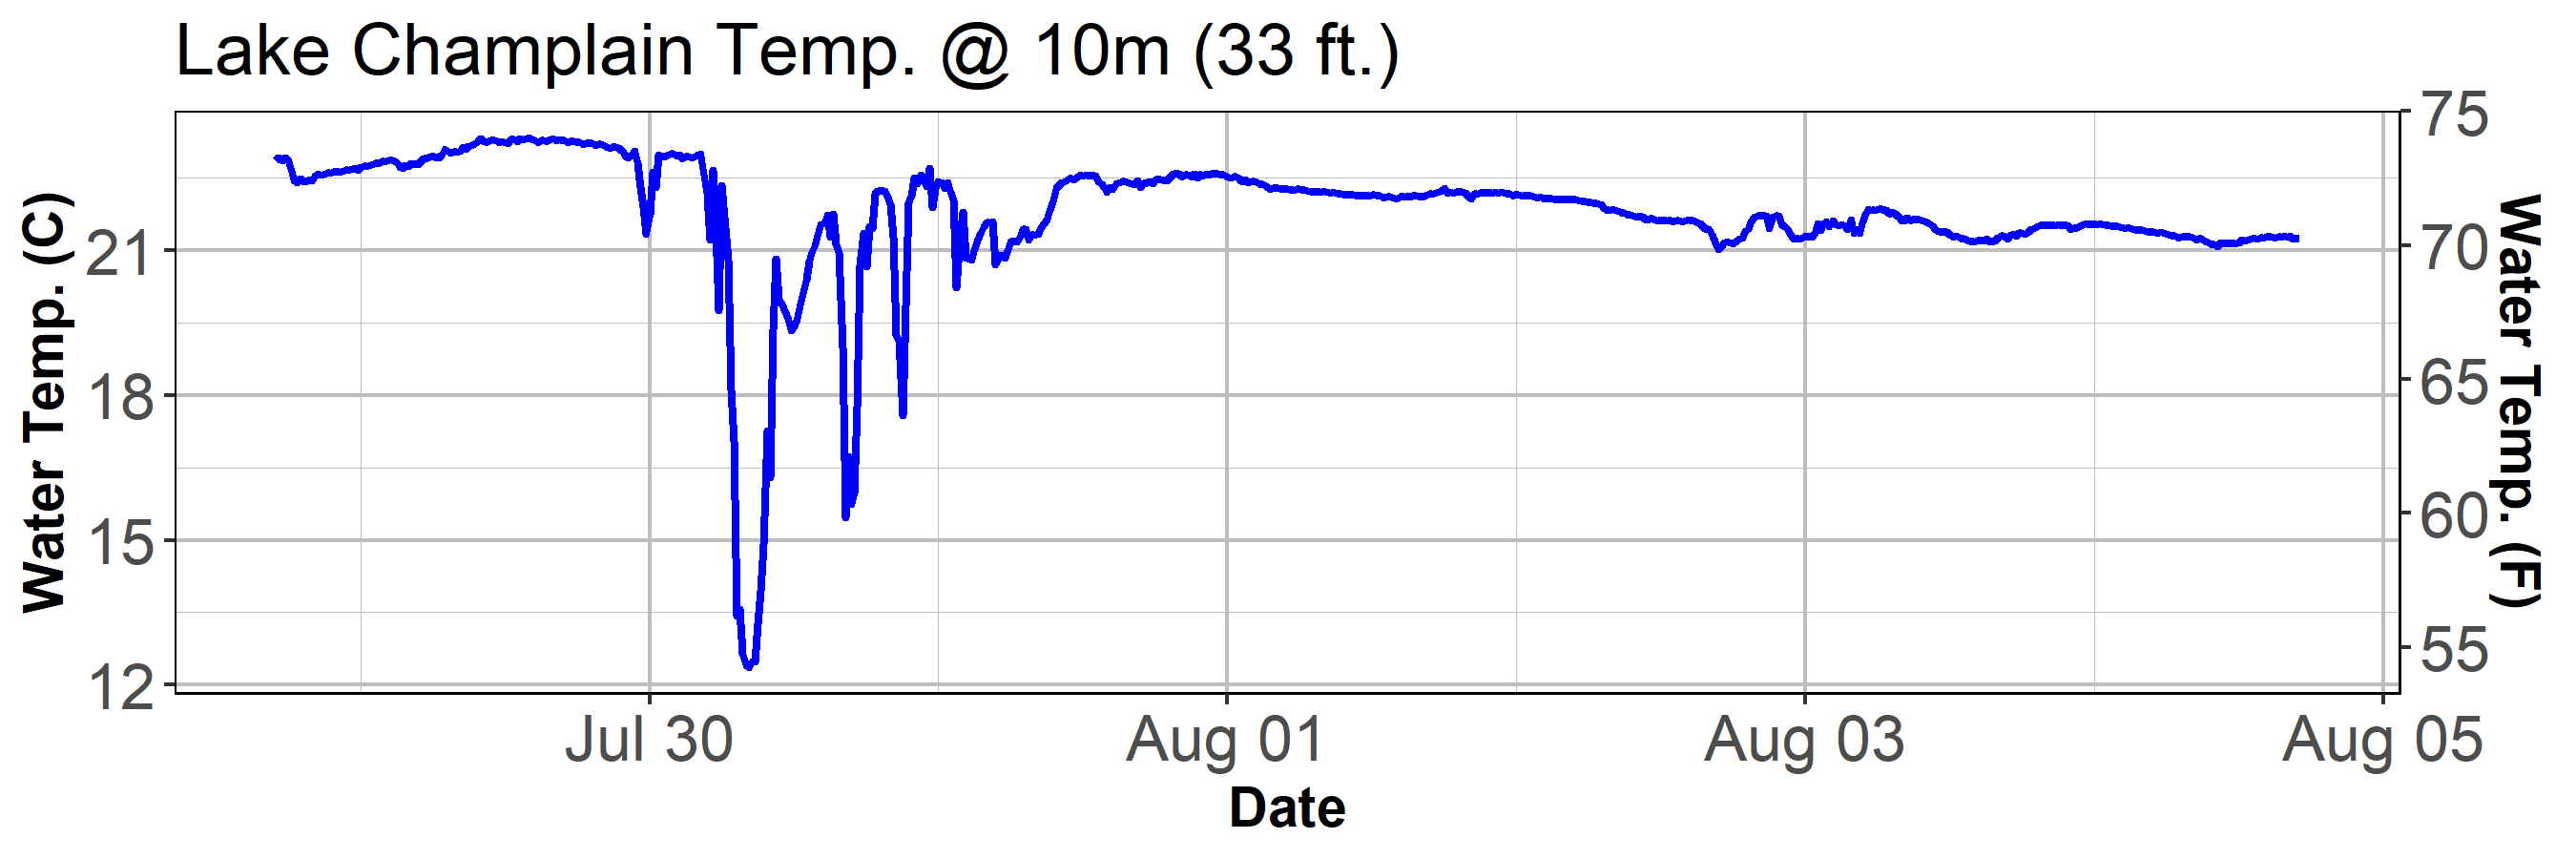 Lake Champlain Temp. @ 10m (33 ft.)
Water Temp. (C)
21
18
15
12
75
70
65
60
55
Water Temp. (F)
Jul 30
Aug 01
Aug 03
Aug 05
Date